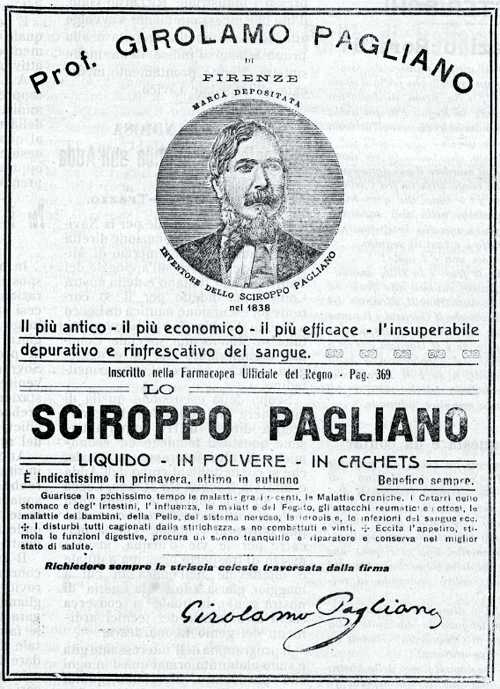 Prof. GIROLAMO PAGLIANO
DI
FIRENZE
MARCA DEPOSITATA
INVENTORE DELLO SCIROPPO PAGLIANO
nel 1838
Il più antico - il più economico - il più efficace - l'insuperabile
depurativo e rinfrescativo del sangue.
Inscritto nella Farmacopea Ufficiale del Regno - Pag. 369
LO
SCIROPPO PAGLIANO
LIQUIDO - IN POLVERE - IN CACHETS
È indicatissimo in primavera, ottimo in autunno Benefico sempre.
Guarisce in pochissimo tempo le malattie gravi recenti, le Malattie Croniche, i Catarri dello
stomaco e degl'Intestini, l'influenza, le malattie del Fegato, gli attacchi reumatici gottosi, le
malattie dei bambini, della Pelle, del sistema nervoso, le idropisie, le infezioni del sangue ecc.
I disturbi tutti cagionati dalla stitichezza, sono combattuti e vinti. Eccita l'appetito, sti-
mola le funzioni digestive, procura un sonno tranquillo e riparatore e conserva nel miglior
stato di salute.
Richiedere sempre la striscia celeste traversata dalla firma
Girolamo Pagliano